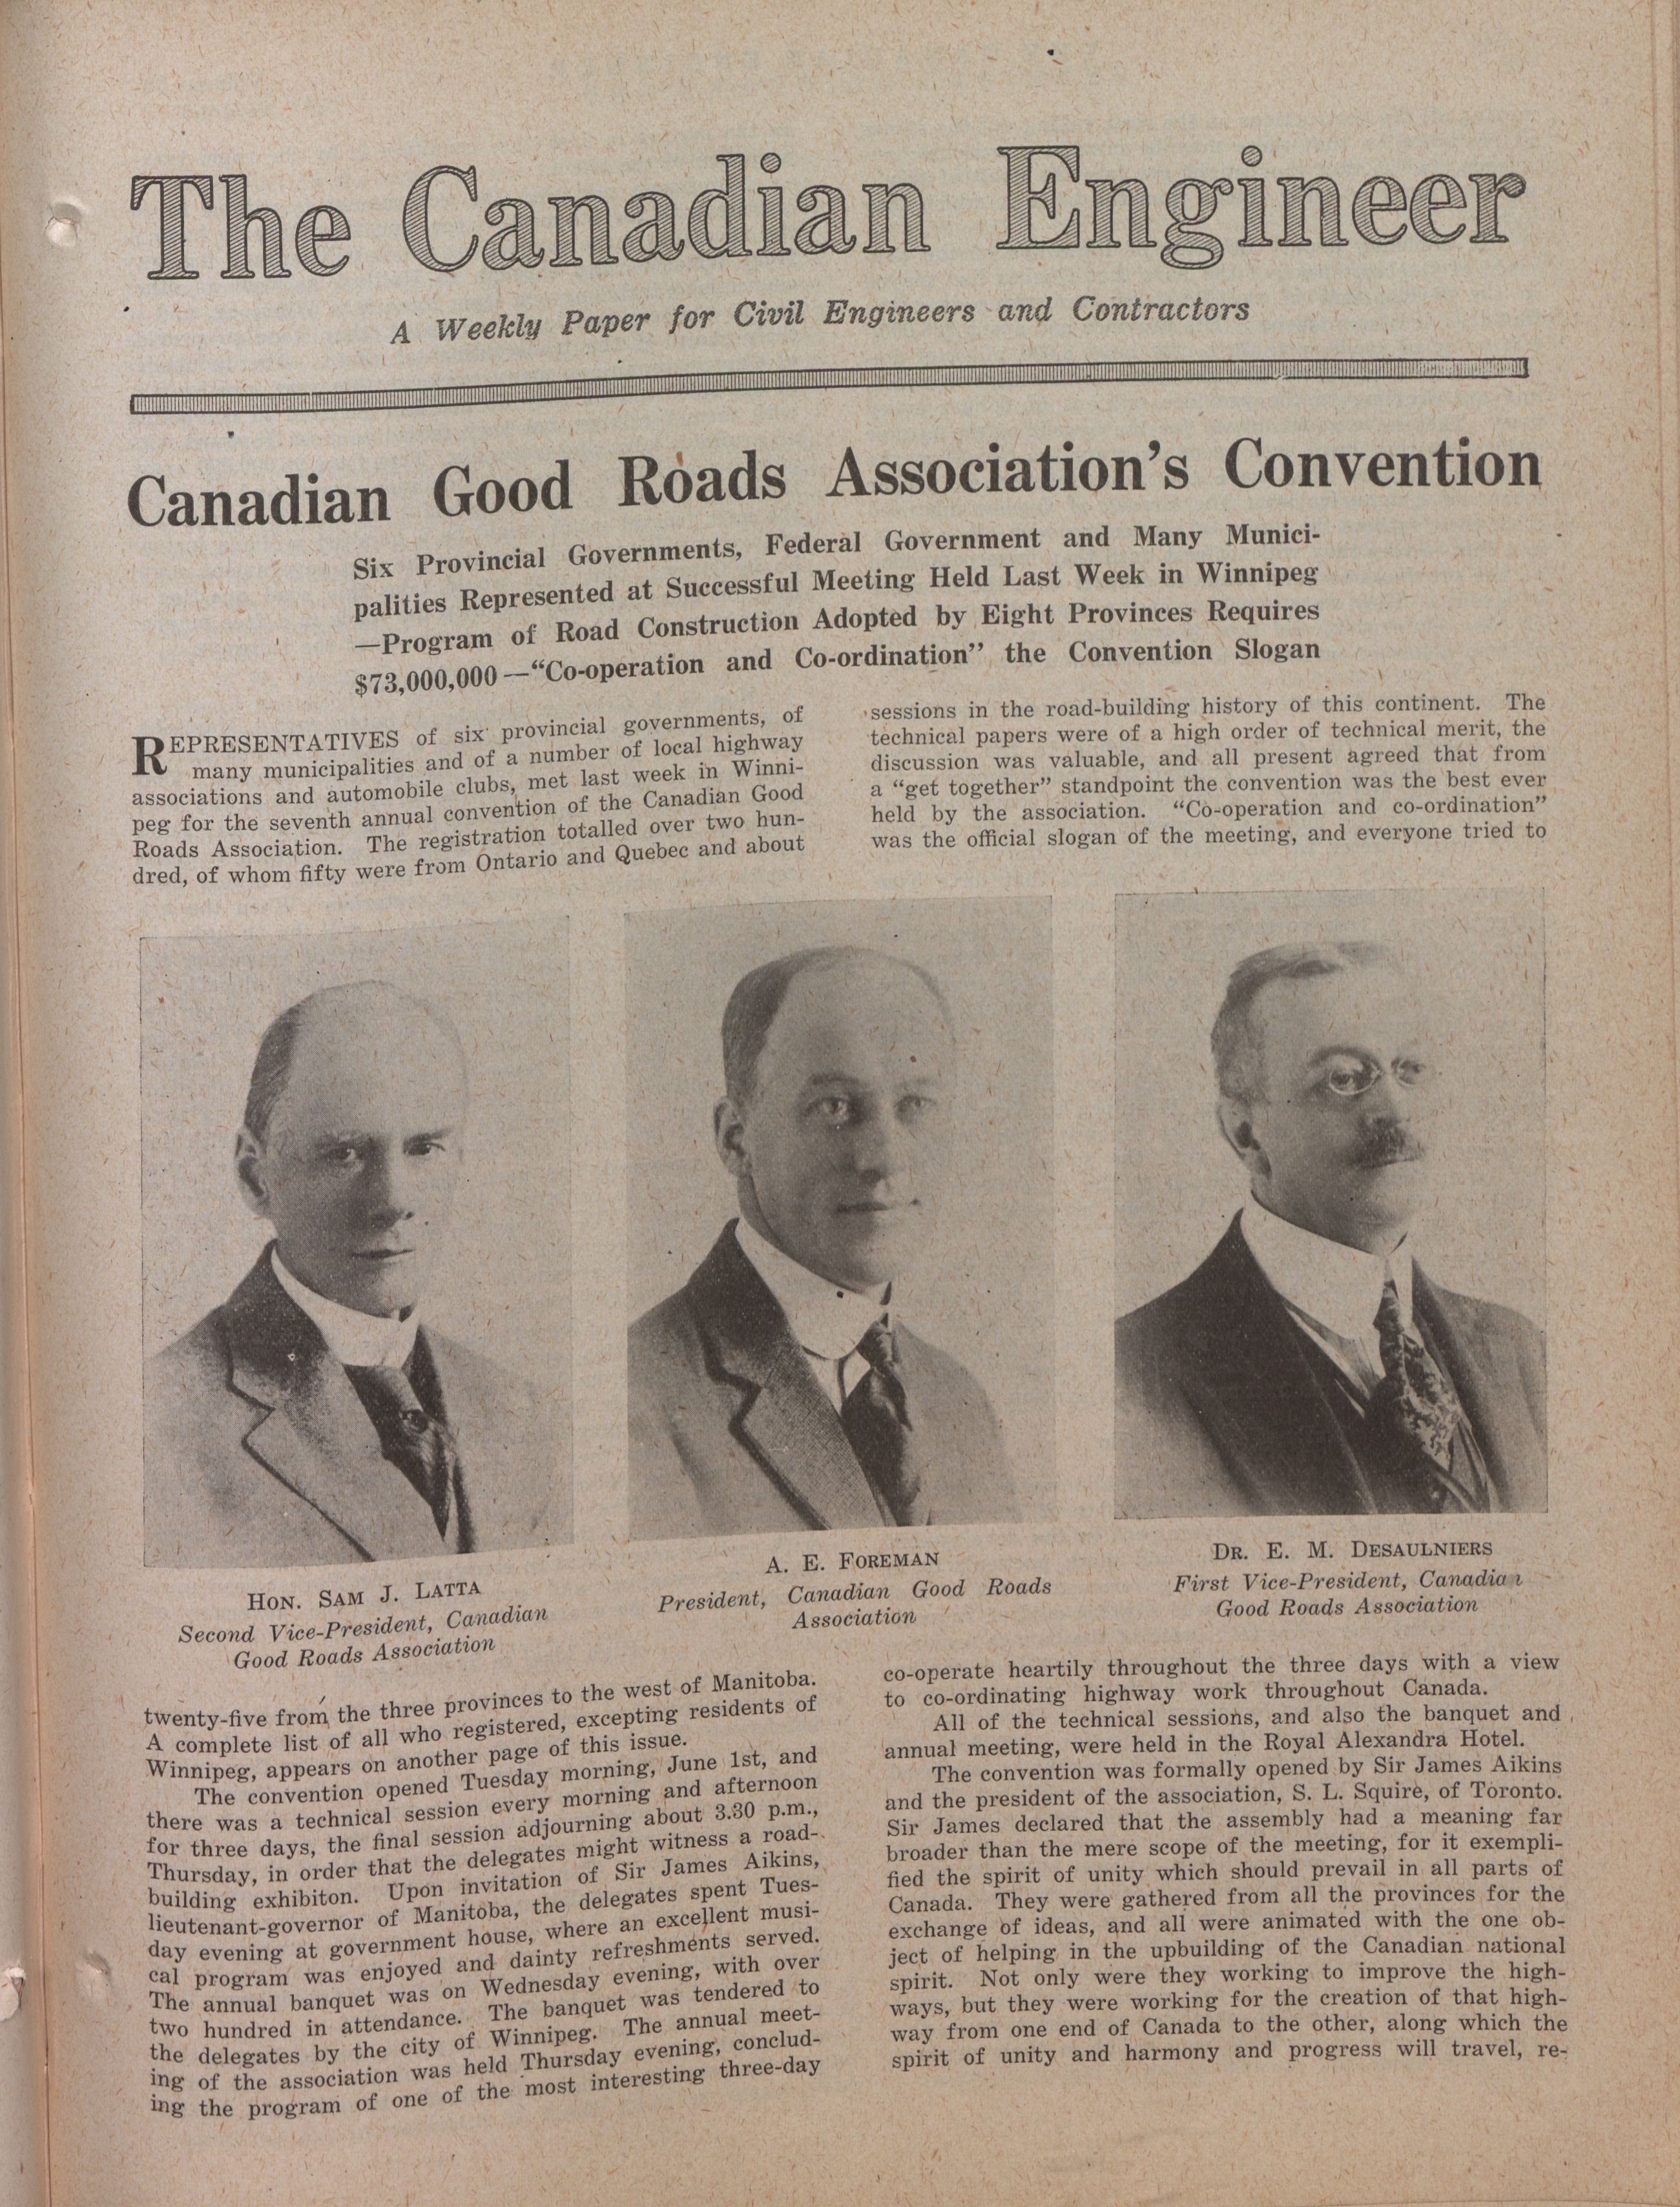 The Canadian Engineer
A Weekly Paper for Civil Engineers and Contractors
Canadian Good Roads Association's Convention
Six Provincial Governments, Federal Government and Many Munici-
palities Represented at Successful Meeting Held Last Week in Winnipeg
—Program of Road Construction Adopted by Eight Provinces Requires
$73,000,000—“Co-operation and Co-ordination” the Convention Slogan
REPRESENTATIVES of six provincial governments, of
many municipalities and of a number of local highway
associations and automobile clubs, met last week in Winni-
peg for the seventh annual convention of the Canadian Good
Roads Association. The registration totalled over two hun-
dred, of whom fifty were from Ontario and Quebec and about
sessions in the road-building history of this continent. The
technical papers were of a high order of technical merit, the
discussion was valuable, and all present agreed that from
a “get together” standpoint the convention was the best ever
held by the association. “Co-operation and co-ordination”
was the official slogan of the meeting, and everyone tried to
HON. SAM J. LATTA
Second Vice-President, Canadian
Good Roads Association
A. E. FOREMAN
President, Canadian Good Roads
Association
DR. E. M. DESAULNIERS
First Vice-President, Canadian
Good Roads Association
twenty-five from the three provinces to the west of Manitoba.
A complete list of all who registered, excepting residents of
Winnipeg, appears on another page of this issue.
The convention opened Tuesday morning, June 1st, and
there was a technical session every morning and afternoon
for three days, the final session adjourning about 3.30 p.m.,
Thursday, in order that the delegates might witness a road-
building exhibiton. Upon invitation of Sir James Aikins,
lieutenant-governor of Manitoba, the delegates spent Tues-
day evening at government house, where an excellent musi-
cal program was enjoyed and dainty refreshments served.
The annual banquet was on Wednesday evening, with over
two hundred in attendance. The banquet was tendered to
the delegates by the city of Winnipeg. The annual meet-
ing of the association was held Thursday evening, conclud-
ing the program of one of the most interesting three-day
co-operate heartily throughout the three days with a view
to co-ordinating highway work throughout Canada.
All of the technical sessions, and also the banquet and
annual meeting, were held in the Royal Alexandra Hotel.
The convention was formally opened by Sir James Aikins
and the president of the association, S. L. Squire, of Toronto.
Sir James declared that the assembly had a meaning far
broader than the mere scope of the meeting, for it exempli-
fied the spirit of unity which should prevail in all parts of
Canada. They were gathered from all the provinces for the
exchange of ideas, and all were animated with the one ob-
ject of helping in the upbuilding of the Canadian national
spirit. Not only were they working to improve the high-
ways, but they were working for the creation of that high-
way from one end of Canada to the other, along which the
spirit of unity and harmony and progress will travel, re-